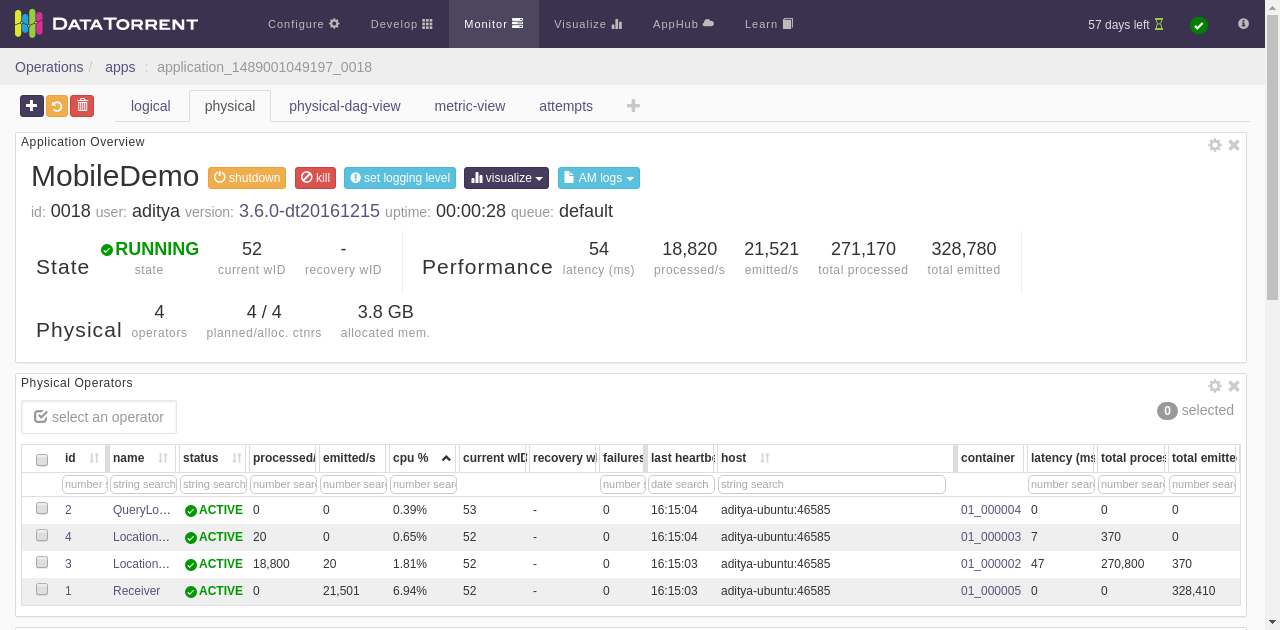 DATATORRENT Configure Develop Monitor Visualize AppHub Learn 57 days left
Operations / apps : application_1489001049197_0018
logical physical physical-dag-view metric-view attempts
Application Overview
MobileDemo shutdown kill set logging level visualize AM logs
id: 0018 user: aditya version: 3.6.0-dt20161215 uptime: 00:00:28 queue: default
State RUNNING 52 - Performance 54 18,820 21,521 271,170 328,780
state current wID recovery wID latency (ms) processed/s emitted/s total processed total emitted
Physical 4 4 / 4 3.8 GB
operators planned/alloc. ctnrs allocated mem.
Physical Operators
select an operator 0 selected
id name status processed/ emitted/s cpu % current wID recovery w failures last heartbe host container latency (ms total proces total emitte
number string search string search number sear number sear number sear number date search string search number sear number sear number sear
2 QueryLo... ACTIVE 0 0 0.39% 53 - 0 16:15:04 aditya-ubuntu:46585 01_000004 0 0 0
4 Location... ACTIVE 20 0 0.65% 52 - 0 16:15:04 aditya-ubuntu:46585 01_000003 7 370 0
3 Location... ACTIVE 18,800 20 1.81% 52 - 0 16:15:03 aditya-ubuntu:46585 01_000002 47 270,800 370
1 Receiver ACTIVE 0 21,501 6.94% 52 - 0 16:15:03 aditya-ubuntu:46585 01_000005 0 0 328,410